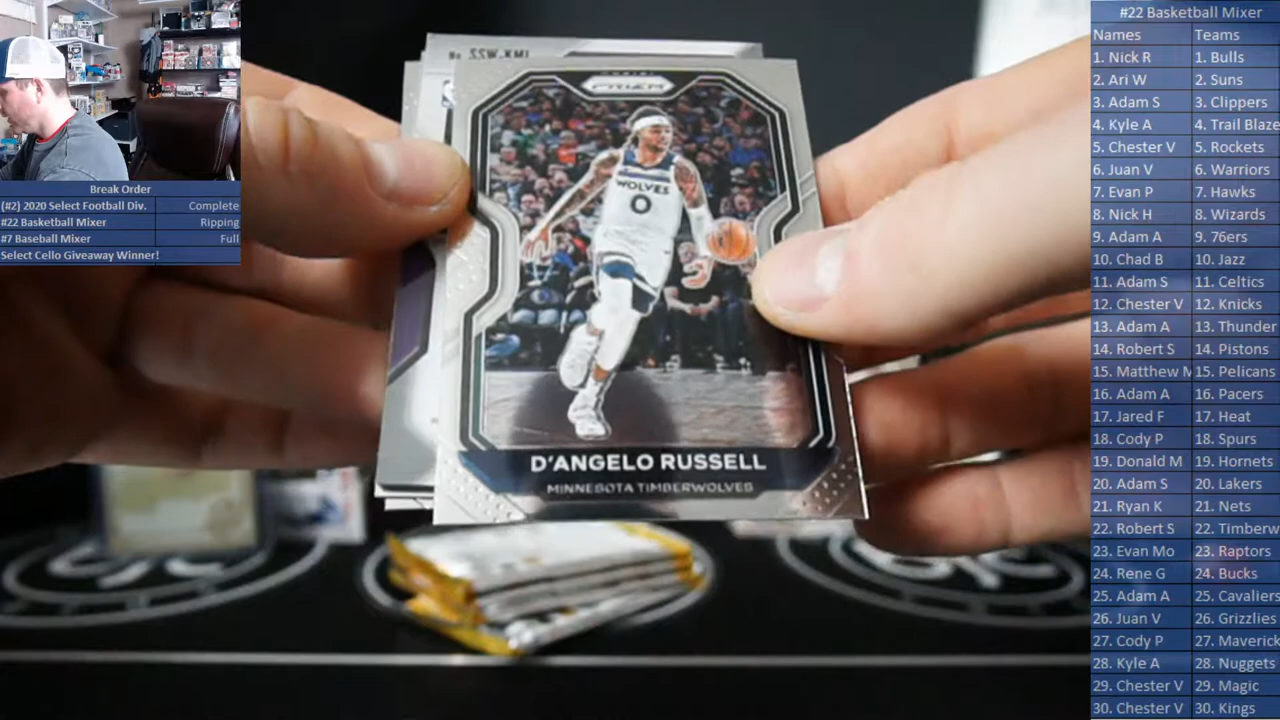 Break Order
(#2) 2020 Select Football Div. Complete
#22 Basketball Mixer Ripping
#7 Baseball Mixer Full
Select Cello Giveaway Winner!
No. SSW-KML
PRIZM
WOLVES
0
D'ANGELO RUSSELL
MINNESOTA TIMBERWOLVES
#22 Basketball Mixer
Names Teams
1. Nick R 1. Bulls
2. Ari W 2. Suns
3. Adam S 3. Clippers
4. Kyle A 4. Trail Blaze
5. Chester V 5. Rockets
6. Juan V 6. Warriors
7. Evan P 7. Hawks
8. Nick H 8. Wizards
9. Adam A 9. 76ers
10. Chad B 10. Jazz
11. Adam S 11. Celtics
12. Chester V 12. Knicks
13. Adam A 13. Thunder
14. Robert S 14. Pistons
15. Matthew M 15. Pelicans
16. Adam A 16. Pacers
17. Jared F 17. Heat
18. Cody P 18. Spurs
19. Donald M 19. Hornets
20. Adam S 20. Lakers
21. Ryan K 21. Nets
22. Robert S 22. Timberw
23. Evan Mo 23. Raptors
24. Rene G 24. Bucks
25. Adam A 25. Cavaliers
26. Juan V 26. Grizzlies
27. Cody P 27. Maverick
28. Kyle A 28. Nuggets
29. Chester V 29. Magic
30. Chester V 30. Kings